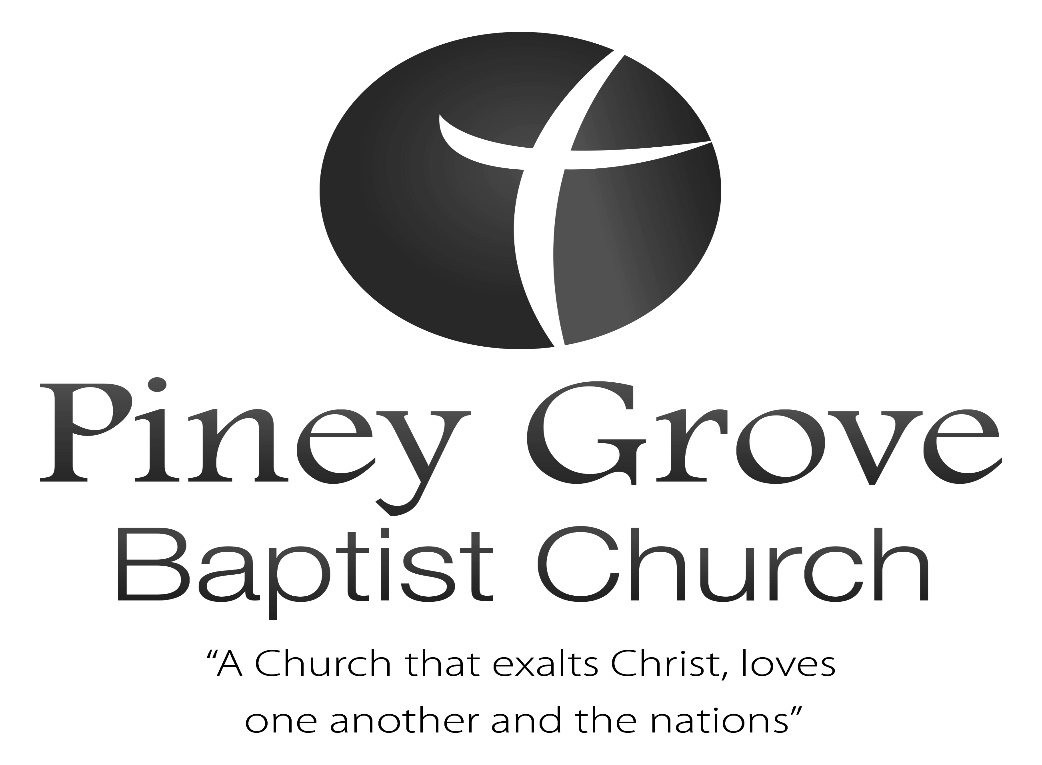 Piney Grove
Baptist Church
“A Church that exalts Christ, loves
one another and the nations”